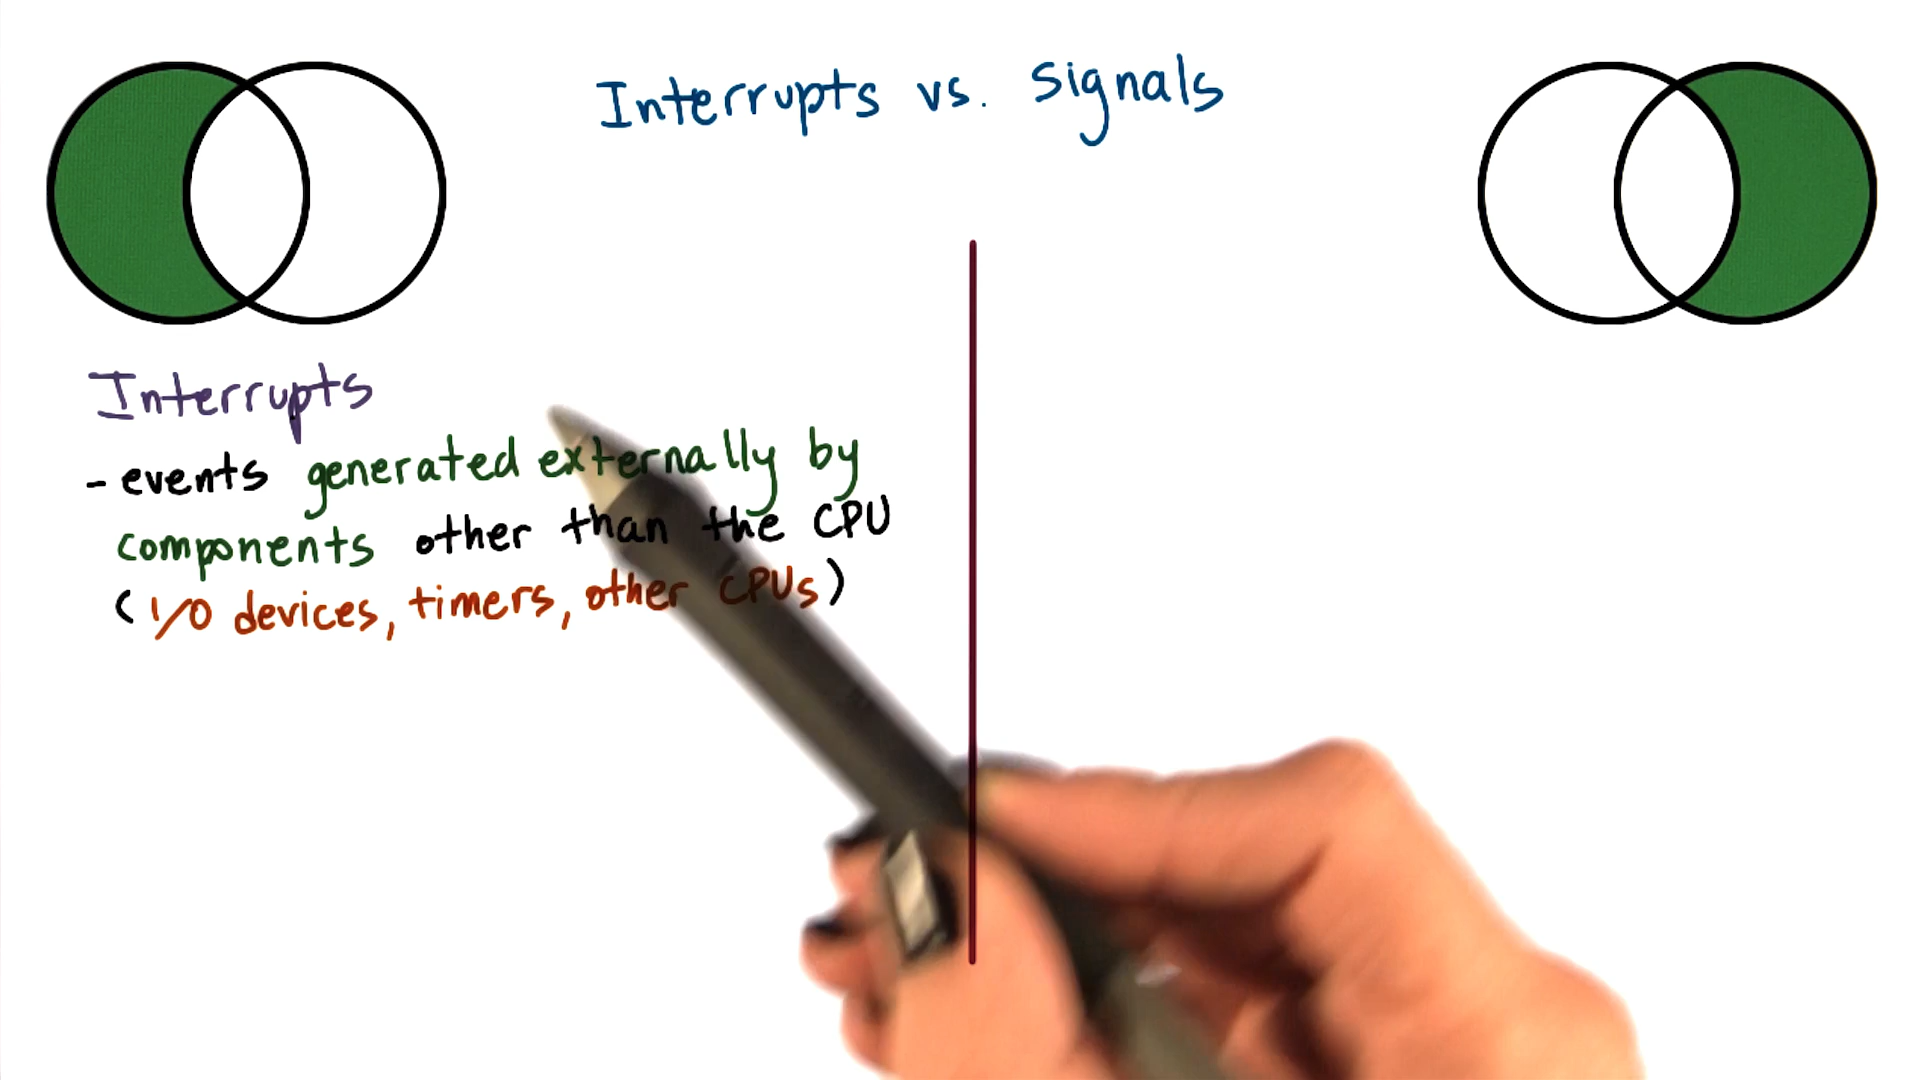 Interrupts vs. Signals
Interrupts
- events generated externally by
components other than the CPU
(I/O devices, timers, other CPUs)